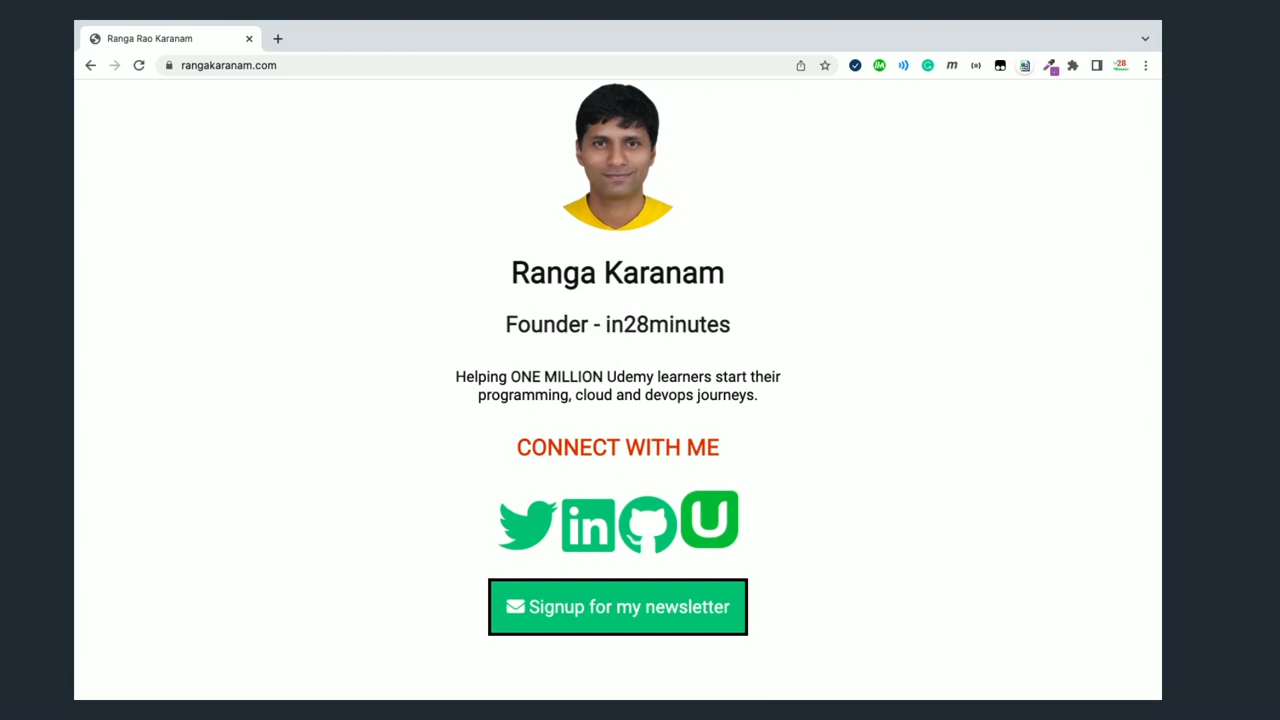 Ranga Rao Karanam
rangakaranam.com
Ranga Karanam
Founder - in28minutes
Helping ONE MILLION Udemy learners start their
programming, cloud and devops journeys.
CONNECT WITH ME
in
U
Signup for my newsletter